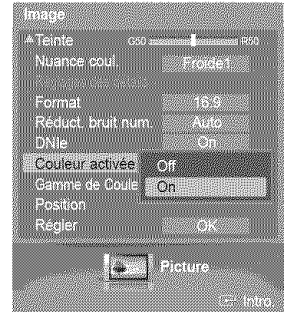 Image
Teinte G50 R50
Nuance coul. Froide1
Format 16:9
Réduct. bruit num. Auto
DNIe On
Couleur activée Off
Gamme de Coule On
Position
Régler OK
Picture
Intro.